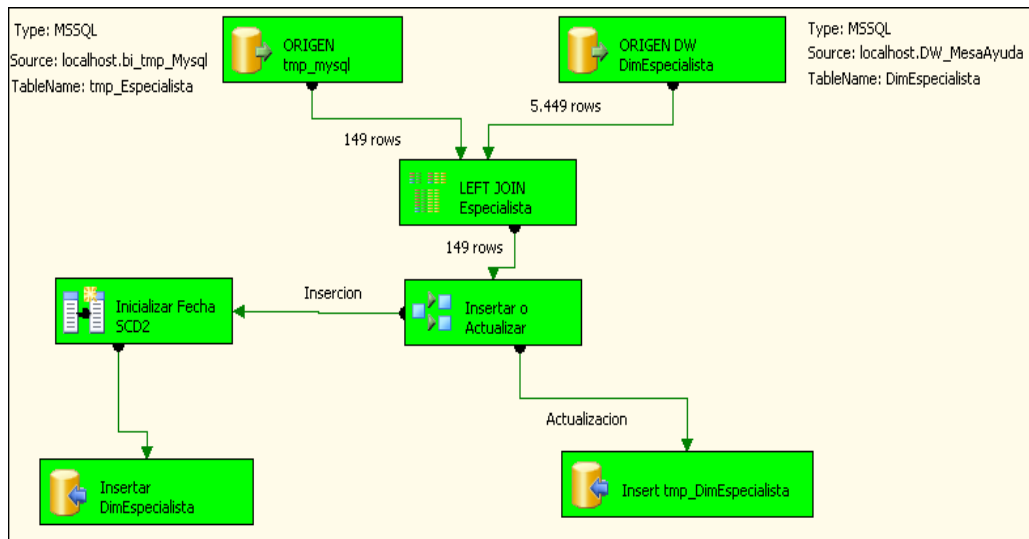 Type: MSSQL
Source: localhost.bi_tmp_Mysql
TableName: tmp_Especialista
ORIGEN
tmp_mysql
ORIGEN DW
DimEspecialista
Type: MSSQL
Source: localhost.DW_MesaAyuda
TableName: DimEspecialista
5.449 rows
149 rows
LEFT JOIN
Especialista
149 rows
Inicializar Fecha
SCD2
Insercion
Insertar o
Actualizar
Actualizacion
Insertar
DimEspecialista
Insert tmp_DimEspecialista